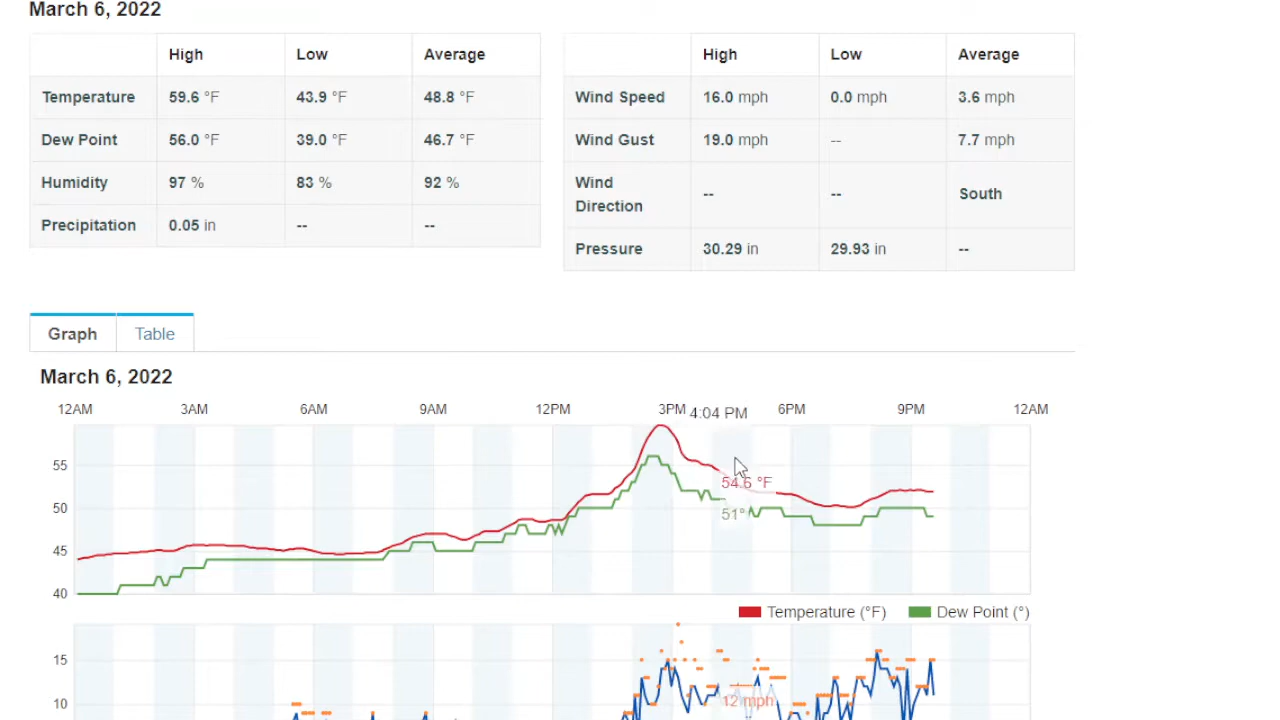 March 6, 2022
High Low Average
Temperature 59.6 °F 43.9 °F 48.8 °F
Dew Point 56.0 °F 39.0 °F 46.7 °F
Humidity 97 % 83 % 92 %
Precipitation 0.05 in -- --
High Low Average
Wind Speed 16.0 mph 0.0 mph 3.6 mph
Wind Gust 19.0 mph -- 7.7 mph
Wind
Direction -- -- South
Pressure 30.29 in 29.93 in --
Graph Table
March 6, 2022
12AM 3AM 6AM 9AM 12PM 3PM 4:04 PM 6PM 9PM 12AM
55
54.5 °F
50
51°
45
40
Temperature (°F) Dew Point (°)
15
10
12 mph